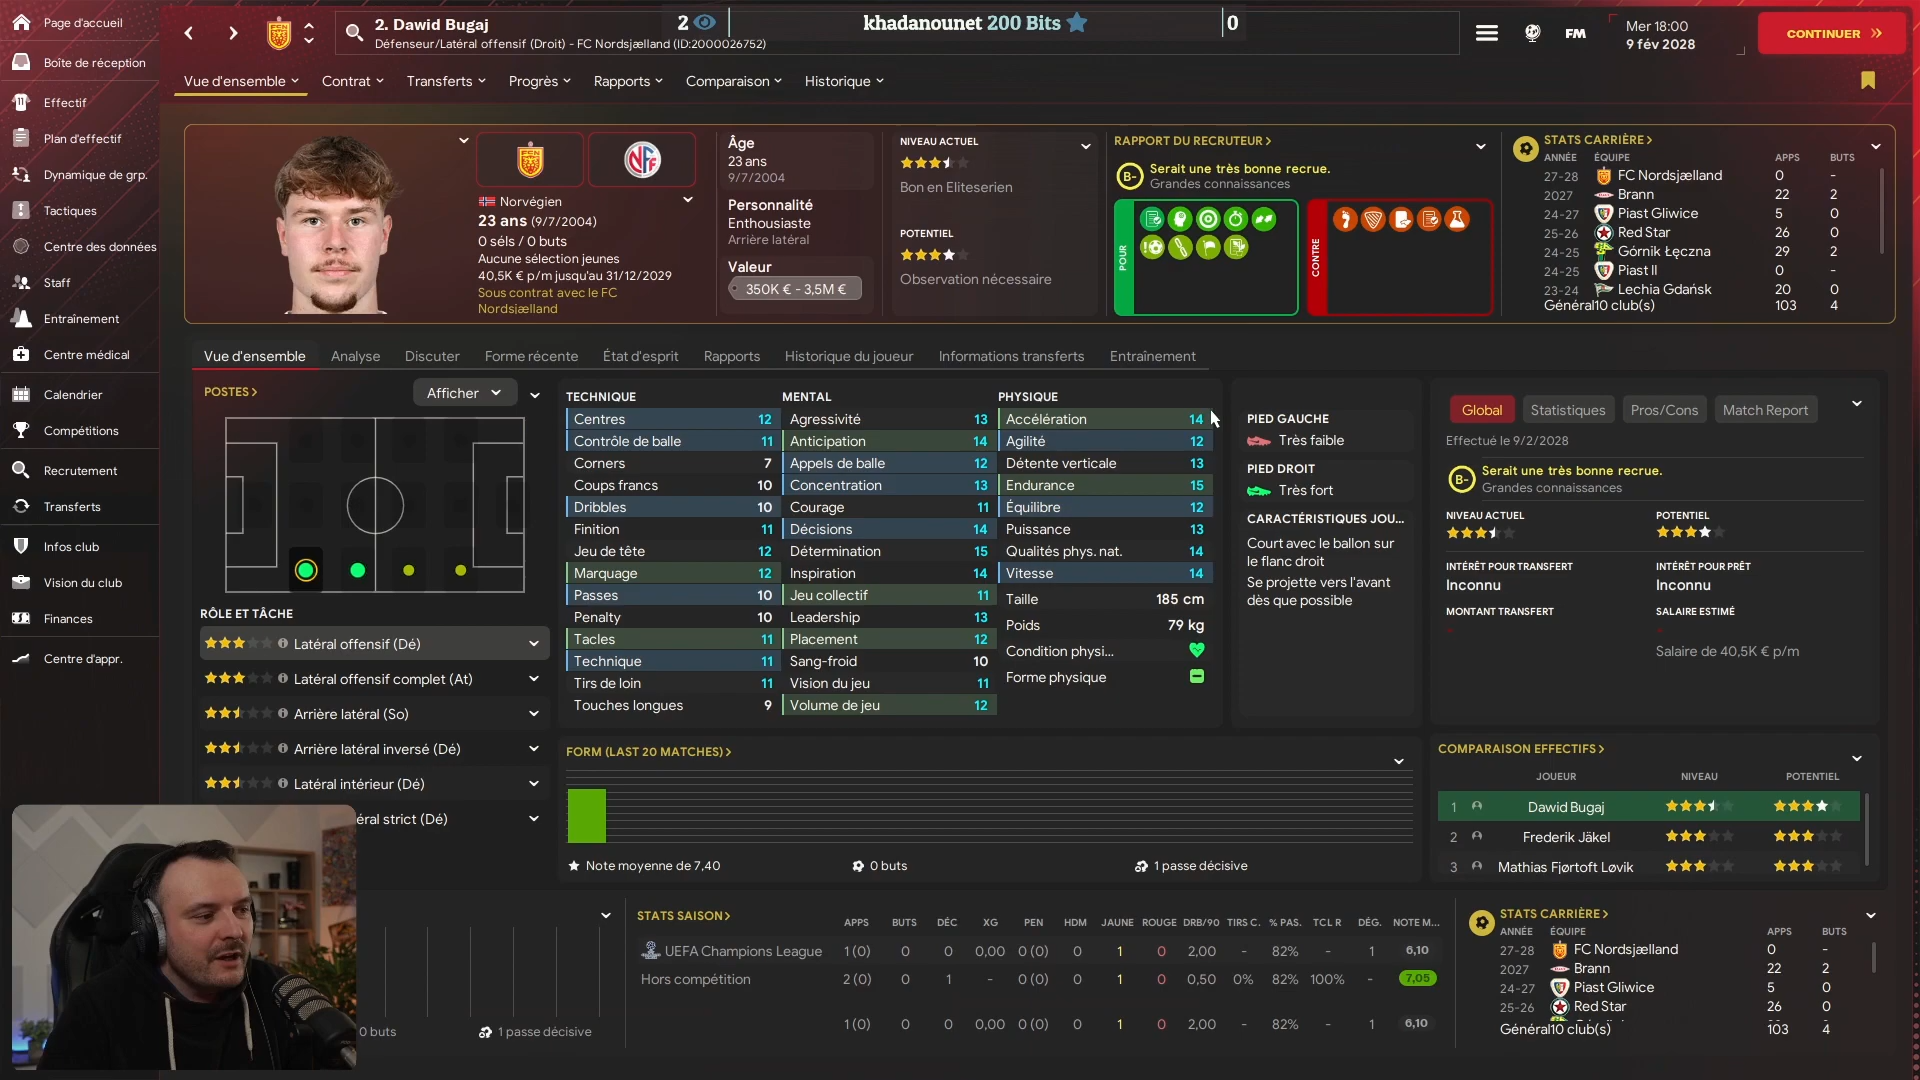 Page d'accueil
Boîte de réception
Effectif
Plan d'effectif
Dynamique de grp.
Tactiques
Centre des données
Staff
Entraînement
Centre médical
Calendrier
Compétitions
Recrutement
Transferts
Infos club
Vision du club
Finances
Centre d'appr.
2. Dawid Bugaj
Défenseur/Latéral offensif (Droit) - FC Nordsjælland (ID:2000026752)
2
khadanounet 200 Bits
0
FM
Mer 18:00
9 fév 2028
CONTINUER
Vue d'ensemble Contrat Transferts Progrès Rapports Comparaison Historique
Norvégien
23 ans (9/7/2004)
0 séls / 0 buts
Aucune sélection jeunes
40,5K € p/m jusqu'au 31/12/2029
Sous contrat avec le FC
Nordsjælland
Âge
23 ans
9/7/2004
Personnalité
Enthousiaste
Arrière latéral
Valeur
350K € - 3,5M €
NIVEAU ACTUEL
Bon en Eliteserien
POTENTIEL
Observation nécessaire
RAPPORT DU RECRUTEUR
B-
Serait une très bonne recrue.
Grandes connaissances
POUR
CONTRE
STATS CARRIÈRE
ANNÉE ÉQUIPE APPS BUTS
27-28 FC Nordsjælland 0 -
2027 Brann 22 2
24-27 Piast Gliwice 5 0
25-26 Red Star 26 0
24-25 Górnik Łęczna 29 2
24-25 Piast II 0 0
23-24 Lechia Gdańsk 20 0
Général 10 club(s) 103 4
Vue d'ensemble Analyse Discuter Forme récente État d'esprit Rapports Historique du joueur Informations transferts Entraînement
POSTES
Afficher
RÔLE ET TÂCHE
Latéral offensif (Dé)
Latéral offensif complet (At)
Arrière latéral (So)
Arrière latéral inversé (Dé)
Latéral intérieur (Dé)
éral strict (Dé)
TECHNIQUE
Centres 12
Contrôle de balle 11
Corners 7
Coups francs 10
Dribbles 10
Finition 11
Jeu de tête 12
Marquage 12
Passes 10
Penalty 10
Tacles 11
Technique 11
Tirs de loin 11
Touches longues 9
MENTAL
Agressivité 13
Anticipation 14
Appels de balle 12
Concentration 13
Courage 11
Décisions 14
Détermination 15
Inspiration 14
Jeu collectif 11
Leadership 13
Placement 12
Sang-froid 10
Vision du jeu 11
Volume de jeu 12
PHYSIQUE
Accélération 14
Agilité 12
Détente verticale 13
Endurance 15
Équilibre 12
Puissance 13
Qualités phys. nat. 14
Vitesse 14
Taille 185 cm
Poids 79 kg
Condition physi...
Forme physique
PIED GAUCHE
Très faible
PIED DROIT
Très fort
CARACTÉRISTIQUES JOU...
Court avec le ballon sur
le flanc droit
Se projette vers l'avant
dès que possible
Global Statistiques Pros/Cons Match Report
Effectué le 9/2/2028
B-
Serait une très bonne recrue.
Grandes connaissances
NIVEAU ACTUEL POTENTIEL
INTÉRÊT POUR TRANSFERT INTÉRÊT POUR PRÊT
Inconnu Inconnu
MONTANT TRANSFERT SALAIRE ESTIMÉ
- -
Salaire de 40,5K € p/m
FORM (LAST 20 MATCHES)
Note moyenne de 7,40 0 buts 1 passe décisive
COMPARAISON EFFECTIFS
JOUEUR NIVEAU POTENTIEL
1 Dawid Bugaj
2 Frederik Jäkel
3 Mathias Fjørtoft Løvik
0 buts 1 passe décisive
STATS SAISON
APPS BUTS DÉC XG PEN HDM JAUNE ROUGE DRB/90 TIRS C. % PAS. TCL R DÉG. NOTE M...
UEFA Champions League 1 (0) 0 0 0,00 0 (0) 0 1 0 2,00 - 82% - 1 6,10
Hors compétition 2 (0) 0 1 - 0 (0) 0 1 0 0,50 0% 82% 100% - 7,05
1 (0) 0 0 0,00 0 (0) 0 1 0 2,00 - 82% - 1 6,10
STATS CARRIÈRE
ANNÉE ÉQUIPE APPS BUTS
27-28 FC Nordsjælland 0 -
2027 Brann 22 2
24-27 Piast Gliwice 5 0
25-26 Red Star 26 0
Général 10 club(s) 103 4